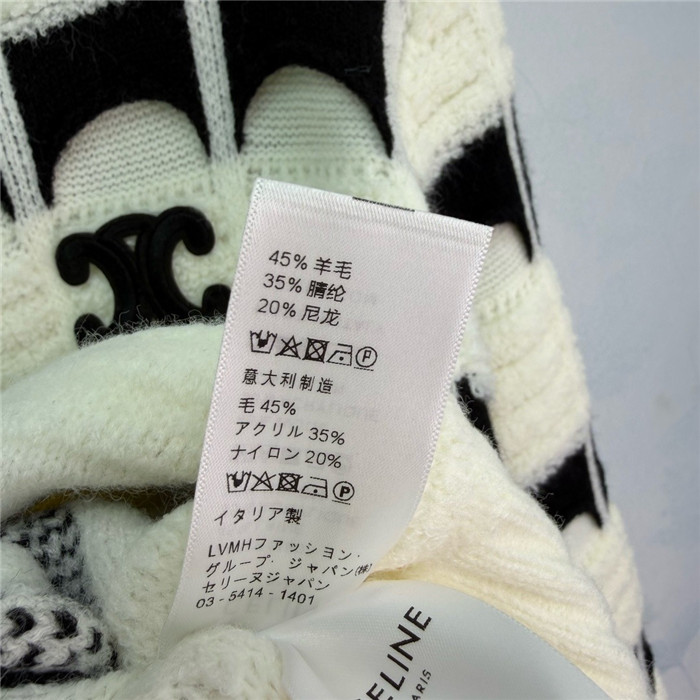 45% 羊毛
35% 腈纶
20% 尼龙
P
意大利制造
毛 45%
アクリル 35%
ナイロン 20%
P
イタリア製
LVMHファッション・
グループ・ジャパン(株)
セリーヌジャパン
03-5414-1401
ELINE
PARIS